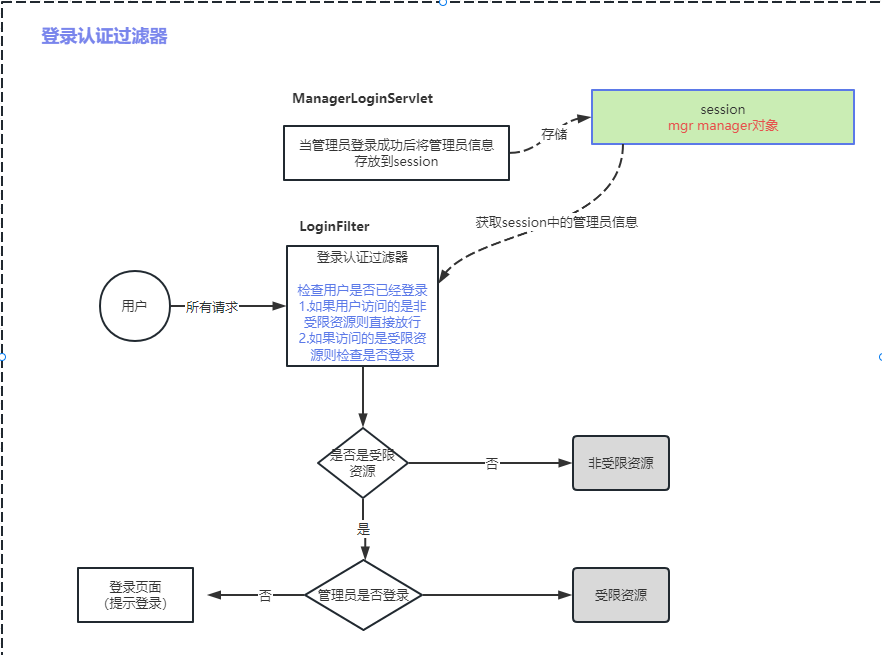 登录认证过滤器
ManagerLoginServlet
当管理员登录成功后将管理员信息
存放到session
存储
session
mgr manager对象
获取session中的管理员信息
LoginFilter
登录认证过滤器
检查用户是否已经登录
1.如果用户访问的是非
受限资源则直接放行
2.如果访问的是受限资
源则检查是否登录
用户
所有请求
是否是受限
资源
否
非受限资源
是
管理员是否登录
否
登录页面
（提示登录）
受限资源